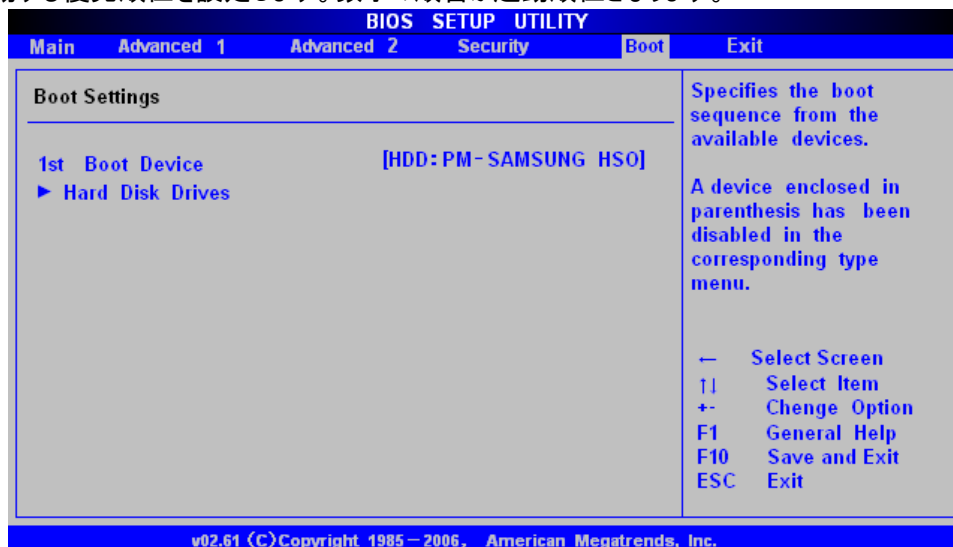 BIOS SETUP UTILITY
Main Advanced 1 Advanced 2 Security Boot Exit
Boot Settings
1st Boot Device [HDD:PM-SAMSUNG HSO]
► Hard Disk Drives
Specifies the boot
sequence from the
available devices.
A device enclosed in
parenthesis has been
disabled in the
corresponding type
menu.
← Select Screen
↑↓ Select Item
+- Chenge Option
F1 General Help
F10 Save and Exit
ESC Exit
v02.61 (C)Copyright 1985-2006, American Megatrends, Inc.